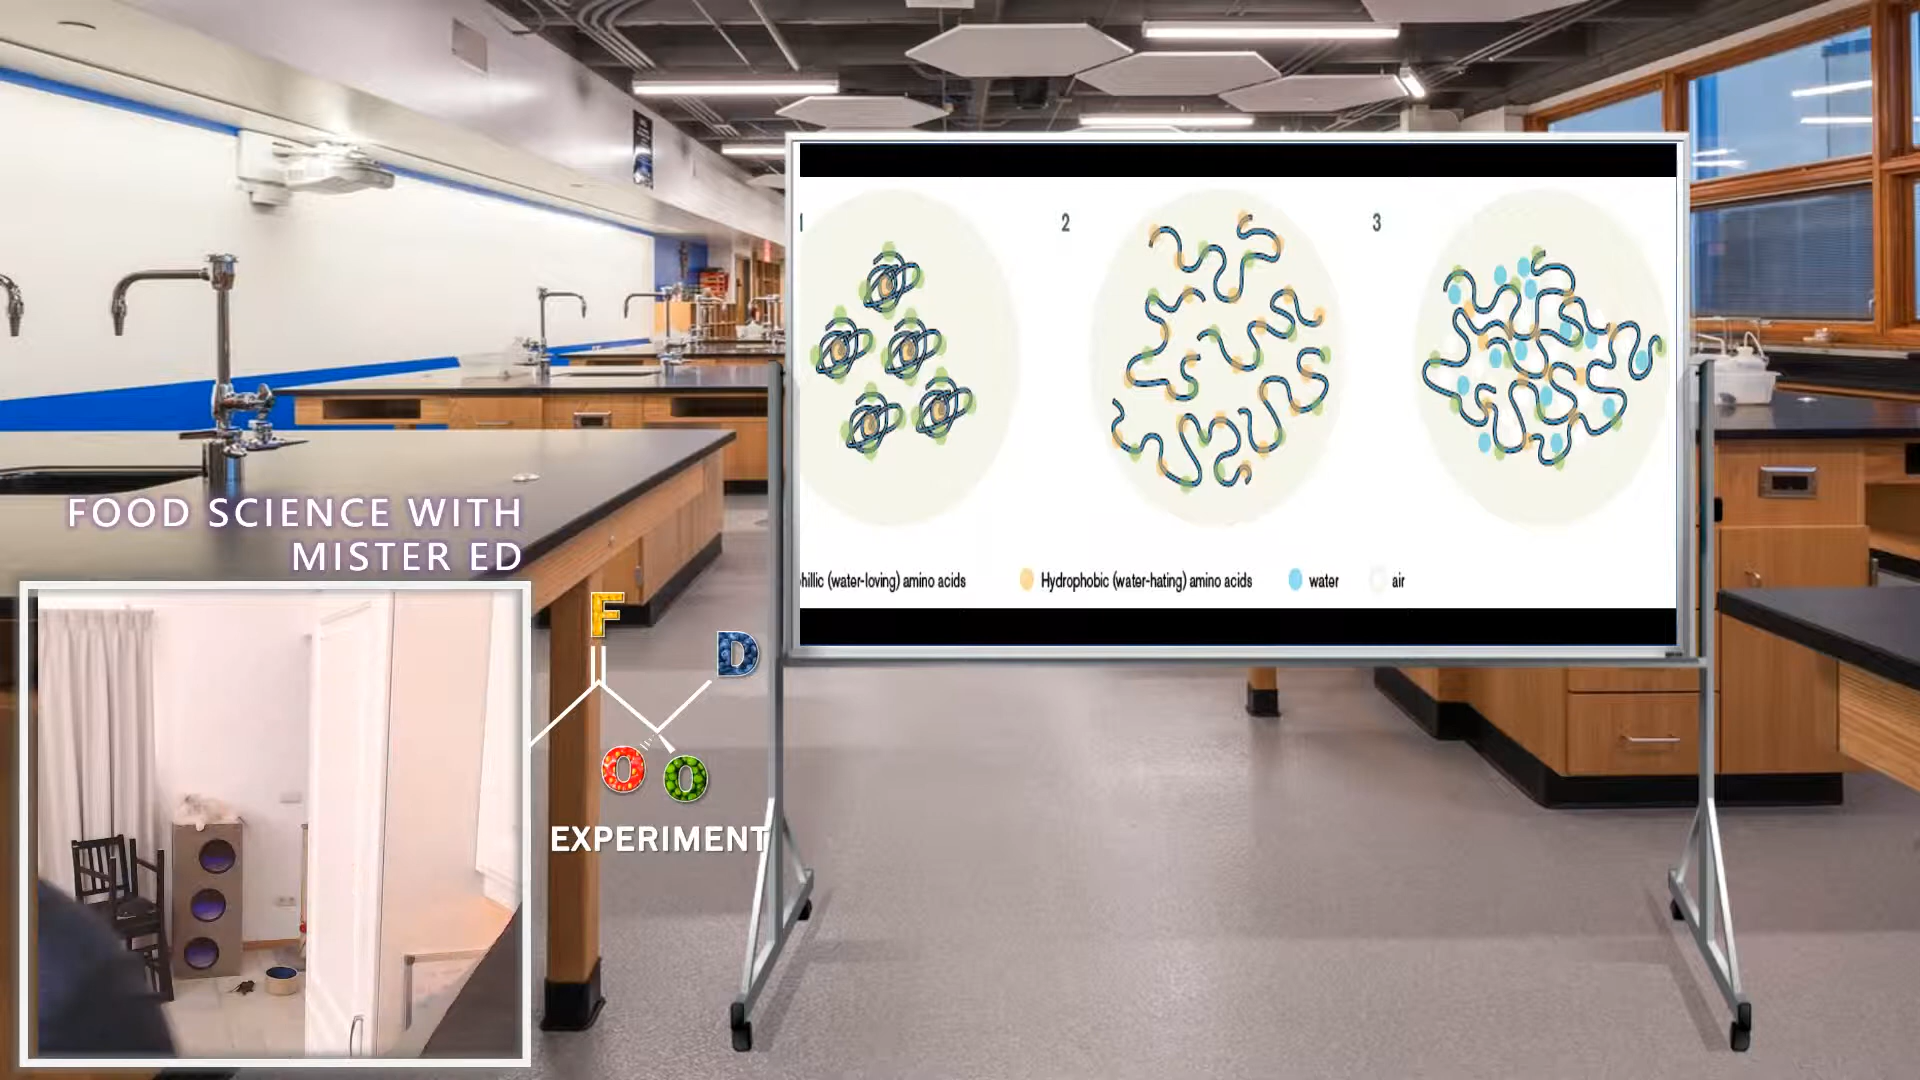 1
2
3
hillic (water-loving) amino acids
Hydrophobic (water-hating) amino acids
water
air
FOOD SCIENCE WITH
MISTER ED
F
D
O
O
EXPERIMENT